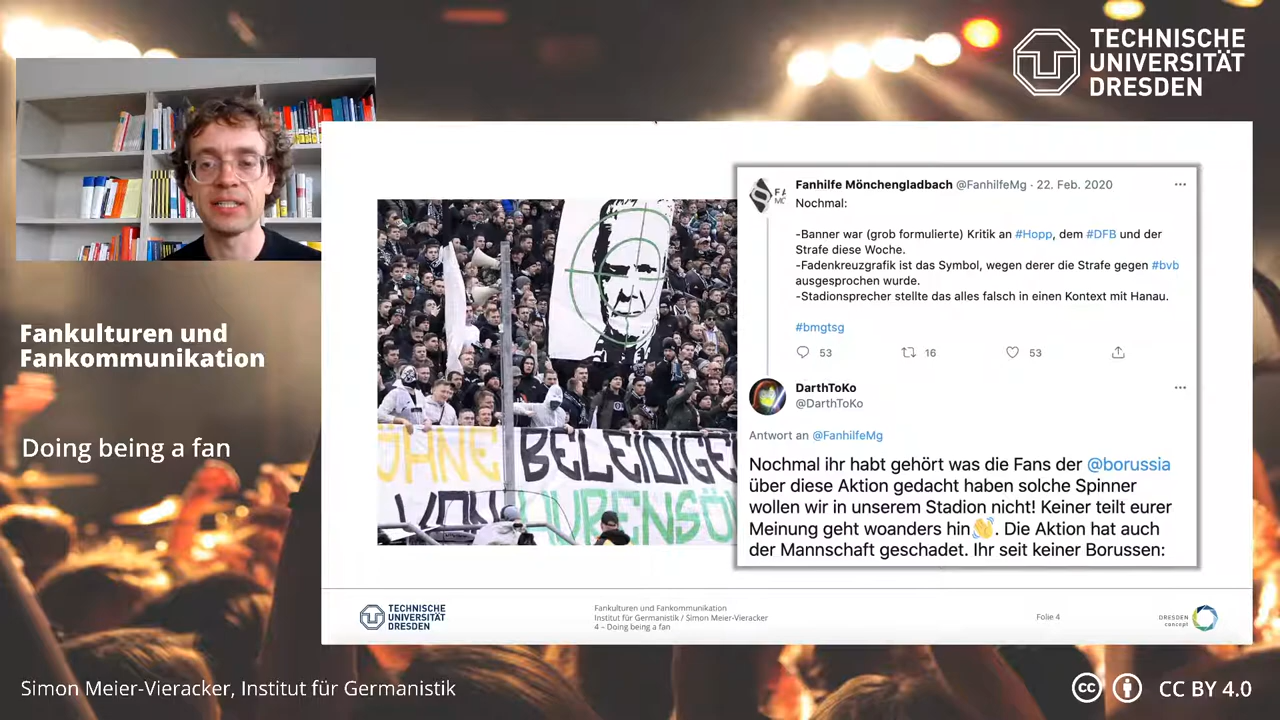 TECHNISCHE
UNIVERSITÄT
DRESDEN
Fankulturen und
Fankommunikation
Doing being a fan
Fanhilfe Mönchengladbach @FanhilfeMg · 22. Feb. 2020
Nochmal:
-Banner war (grob formulierte) Kritik an #Hopp, dem #DFB und der
Strafe diese Woche.
-Fadenkreuzgrafik ist das Symbol, wegen derer die Strafe gegen #bvb
ausgesprochen wurde.
-Stadionsprecher stellte das alles falsch in einen Kontext mit Hanau.
#bmgtsg
53 16 53
DarthToKo
@DarthToKo
Antwort an @FanhilfeMg
Nochmal ihr habt gehört was die Fans der @borussia
über diese Aktion gedacht haben solche Spinner
wollen wir in unserem Stadion nicht! Keiner teilt eurer
Meinung geht woanders hin👋. Die Aktion hat auch
der Mannschaft geschadet. Ihr seit keiner Borussen:
BELEIDIGE
TECHNISCHE
UNIVERSITÄT
DRESDEN
Fankulturen und Fankommunikation
Institut für Germanistik / Simon Meier-Vieracker
4 – Doing being a fan
Folie 4
DRESDEN
concept
Simon Meier-Vieracker, Institut für Germanistik
cc CC BY 4.0